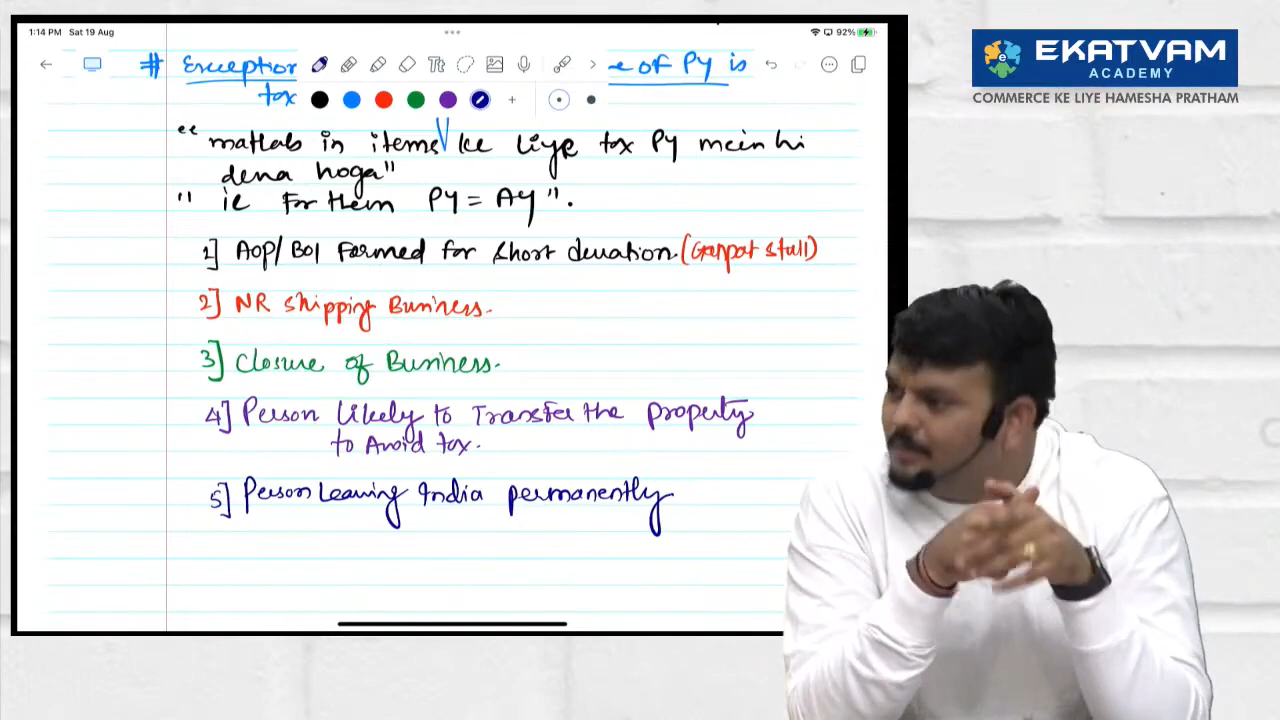 1:14 PM Sat 19 Aug
92%
EKATVAM
ACADEMY
COMMERCE KE LIYE HAMESHA PRATHAM
# Exception
e of Py is
tax
"matlab in items ke liye tax Py mein hi
dena hoga"
" ie For them PY = AY".
1] AOP/BOI Formed for short duration. (Ganpat stall)
2] NR Shipping Business.
3] Closure of Business.
4] Person Likely to Transfer the property
to Avoid tax.
5] Person Leaving India permanently